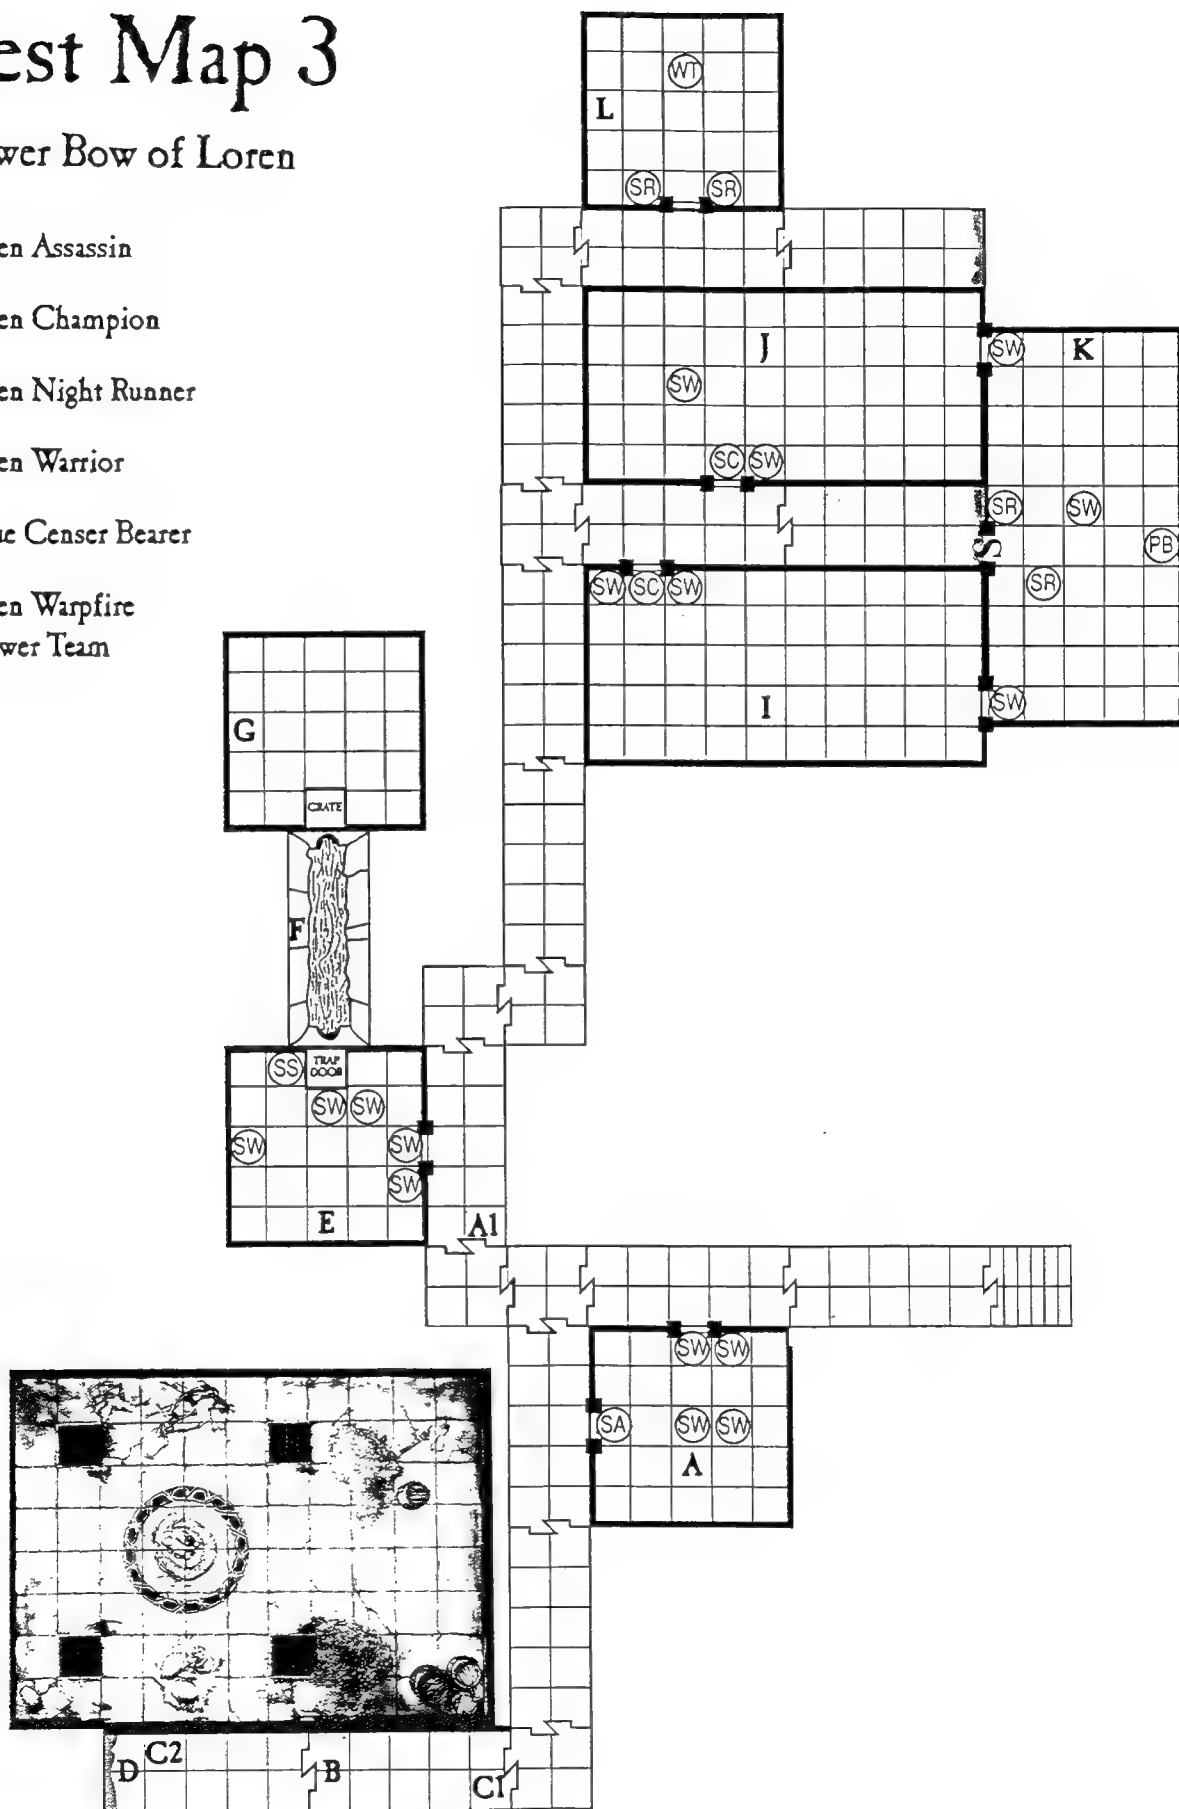 est Map 3
wer Bow of Loren
en Assassin
en Champion
en Night Runner
en Warrior
ue Censer Bearer
en Warpfire
wer Team
WT
L
SR SR
J
SW K
SW
SC SW
SR SW
S
PB
SW SC SW
SR
SW
I
G
GRATE
F
SS TRAP
DOOR
SW SW
SW SW
SW
E A1
SW SW
SA SW SW
A
C2
D B
C1